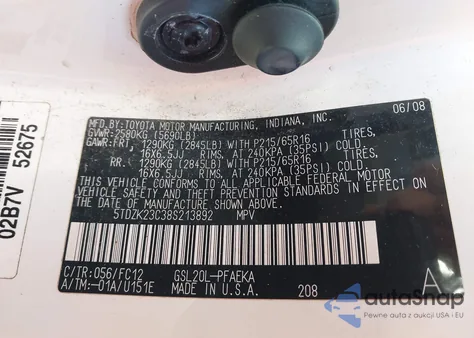 02B7V 52675
06/08
MFD.BY:TOYOTA MOTOR MANUFACTURING, INDIANA, INC.
GVWR:2580KG (5690LB)
GAWR:FRT, 1290KG (2845LB) WITH P215/65R16 TIRES,
16X6.5JJ RIMS, AT 240KPA (35PSI) COLD
RR. 1290KG (2845LB) WITH P215/65R16 TIRES,
16X6.5JJ RIMS, AT 240KPA (35PSI) COLD
THIS VEHICLE CONFORMS TO ALL APPLICABLE FEDERAL MOTOR
VEHICLE SAFETY AND THEFT PREVENTION STANDARDS IN EFFECT ON
THE DATE OF MANUFACTURE SHOWN ABOVE.
5TDZK23C38S213892 MPV
C/TR:056/FC12 GSL20L-PFAEKA A
A/TM:-01A/U151E MADE IN U.S.A. 208
autoSnap
Pewne auta z USA i EU